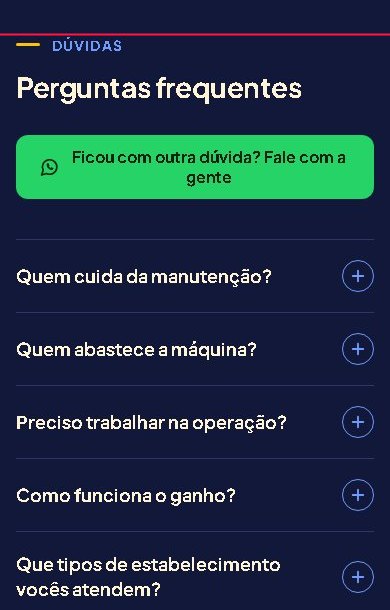 DÚVIDAS
Perguntas frequentes
Ficou com outra dúvida? Fale com a
gente
Quem cuida da manutenção?
Quem abastece a máquina?
Preciso trabalhar na operação?
Como funciona o ganho?
Que tipos de estabelecimento
vocês atendem?